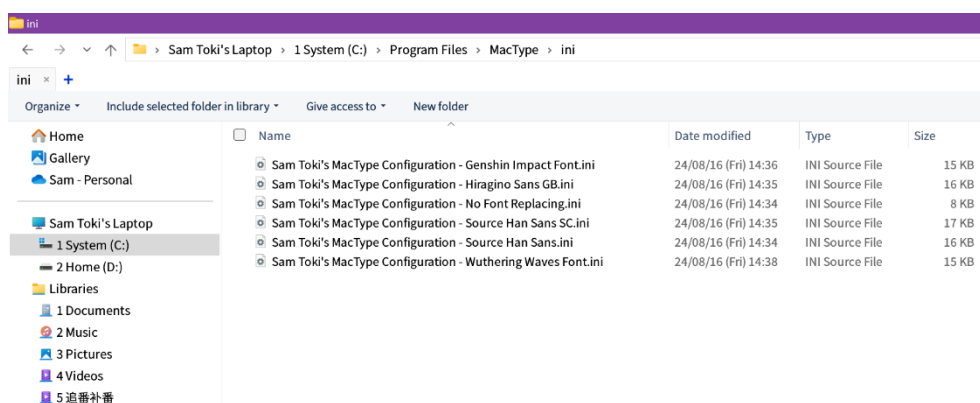 ini
Sam Toki's Laptop > 1 System (C:) > Program Files > MacType > ini
ini × +
Organize Include selected folder in library Give access to New folder
Home
Gallery
Sam - Personal
Sam Toki's Laptop
1 System (C:)
2 Home (D:)
Libraries
1 Documents
2 Music
3 Pictures
4 Videos
5 追番补番
Name Date modified Type Size
Sam Toki's MacType Configuration - Genshin Impact Font.ini 24/08/16 (Fri) 14:36 INI Source File 15 KB
Sam Toki's MacType Configuration - Hiragino Sans GB.ini 24/08/16 (Fri) 14:35 INI Source File 16 KB
Sam Toki's MacType Configuration - No Font Replacing.ini 24/08/16 (Fri) 14:34 INI Source File 8 KB
Sam Toki's MacType Configuration - Source Han Sans SC.ini 24/08/16 (Fri) 14:35 INI Source File 17 KB
Sam Toki's MacType Configuration - Source Han Sans.ini 24/08/16 (Fri) 14:34 INI Source File 16 KB
Sam Toki's MacType Configuration - Wuthering Waves Font.ini 24/08/16 (Fri) 14:38 INI Source File 15 KB